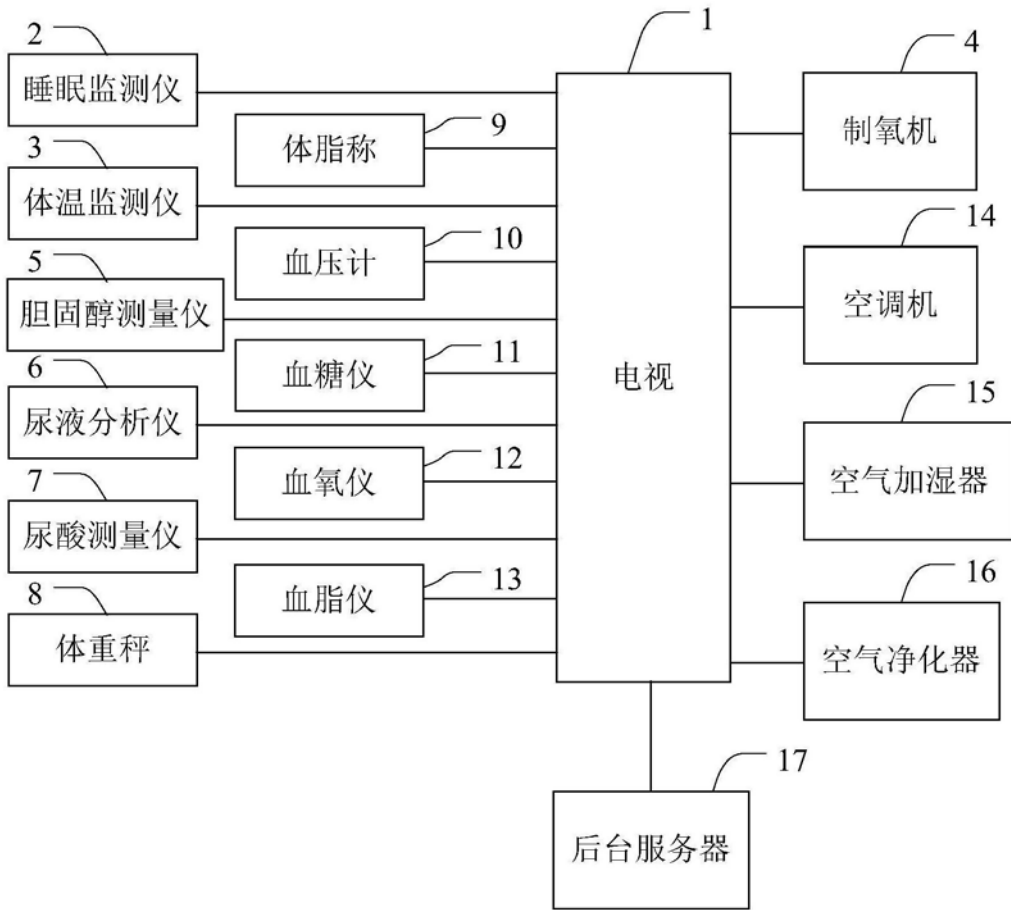 2
睡眠监测仪
3
体温监测仪
5
胆固醇测量仪
6
尿液分析仪
7
尿酸测量仪
8
体重秤
9
体脂称
10
血压计
11
血糖仪
12
血氧仪
13
血脂仪
1
电视
4
制氧机
14
空调机
15
空气加湿器
16
空气净化器
17
后台服务器